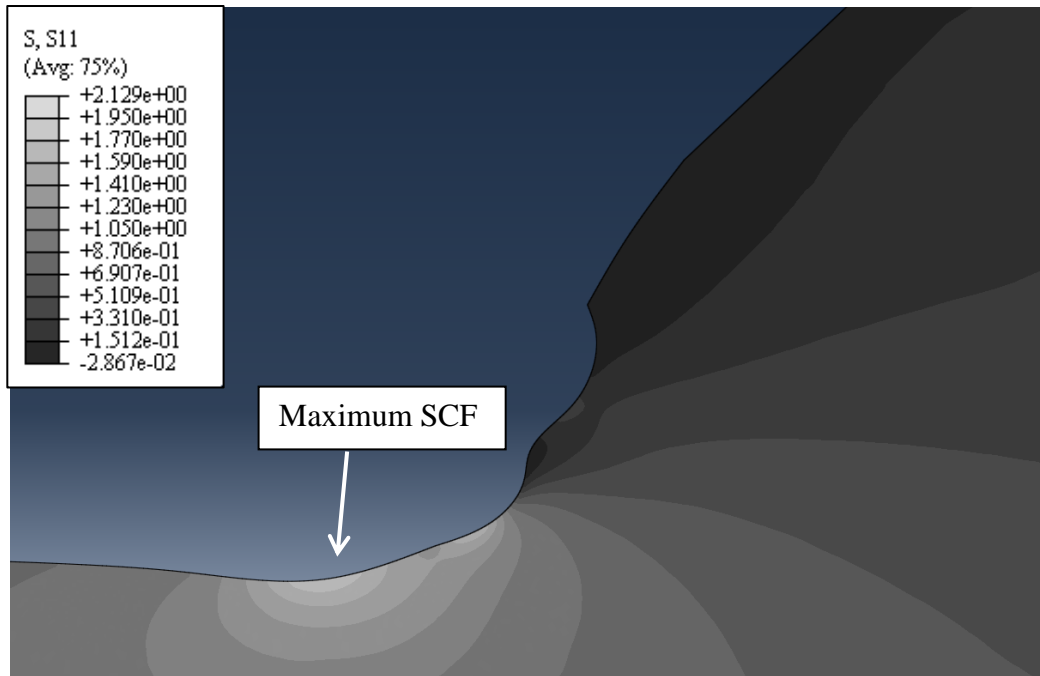 S, S11
(Avg: 75%)
+2.129e+00
+1.950e+00
+1.770e+00
+1.590e+00
+1.410e+00
+1.230e+00
+1.050e+00
+8.706e-01
+6.907e-01
+5.109e-01
+3.310e-01
+1.512e-01
-2.867e-02
Maximum SCF